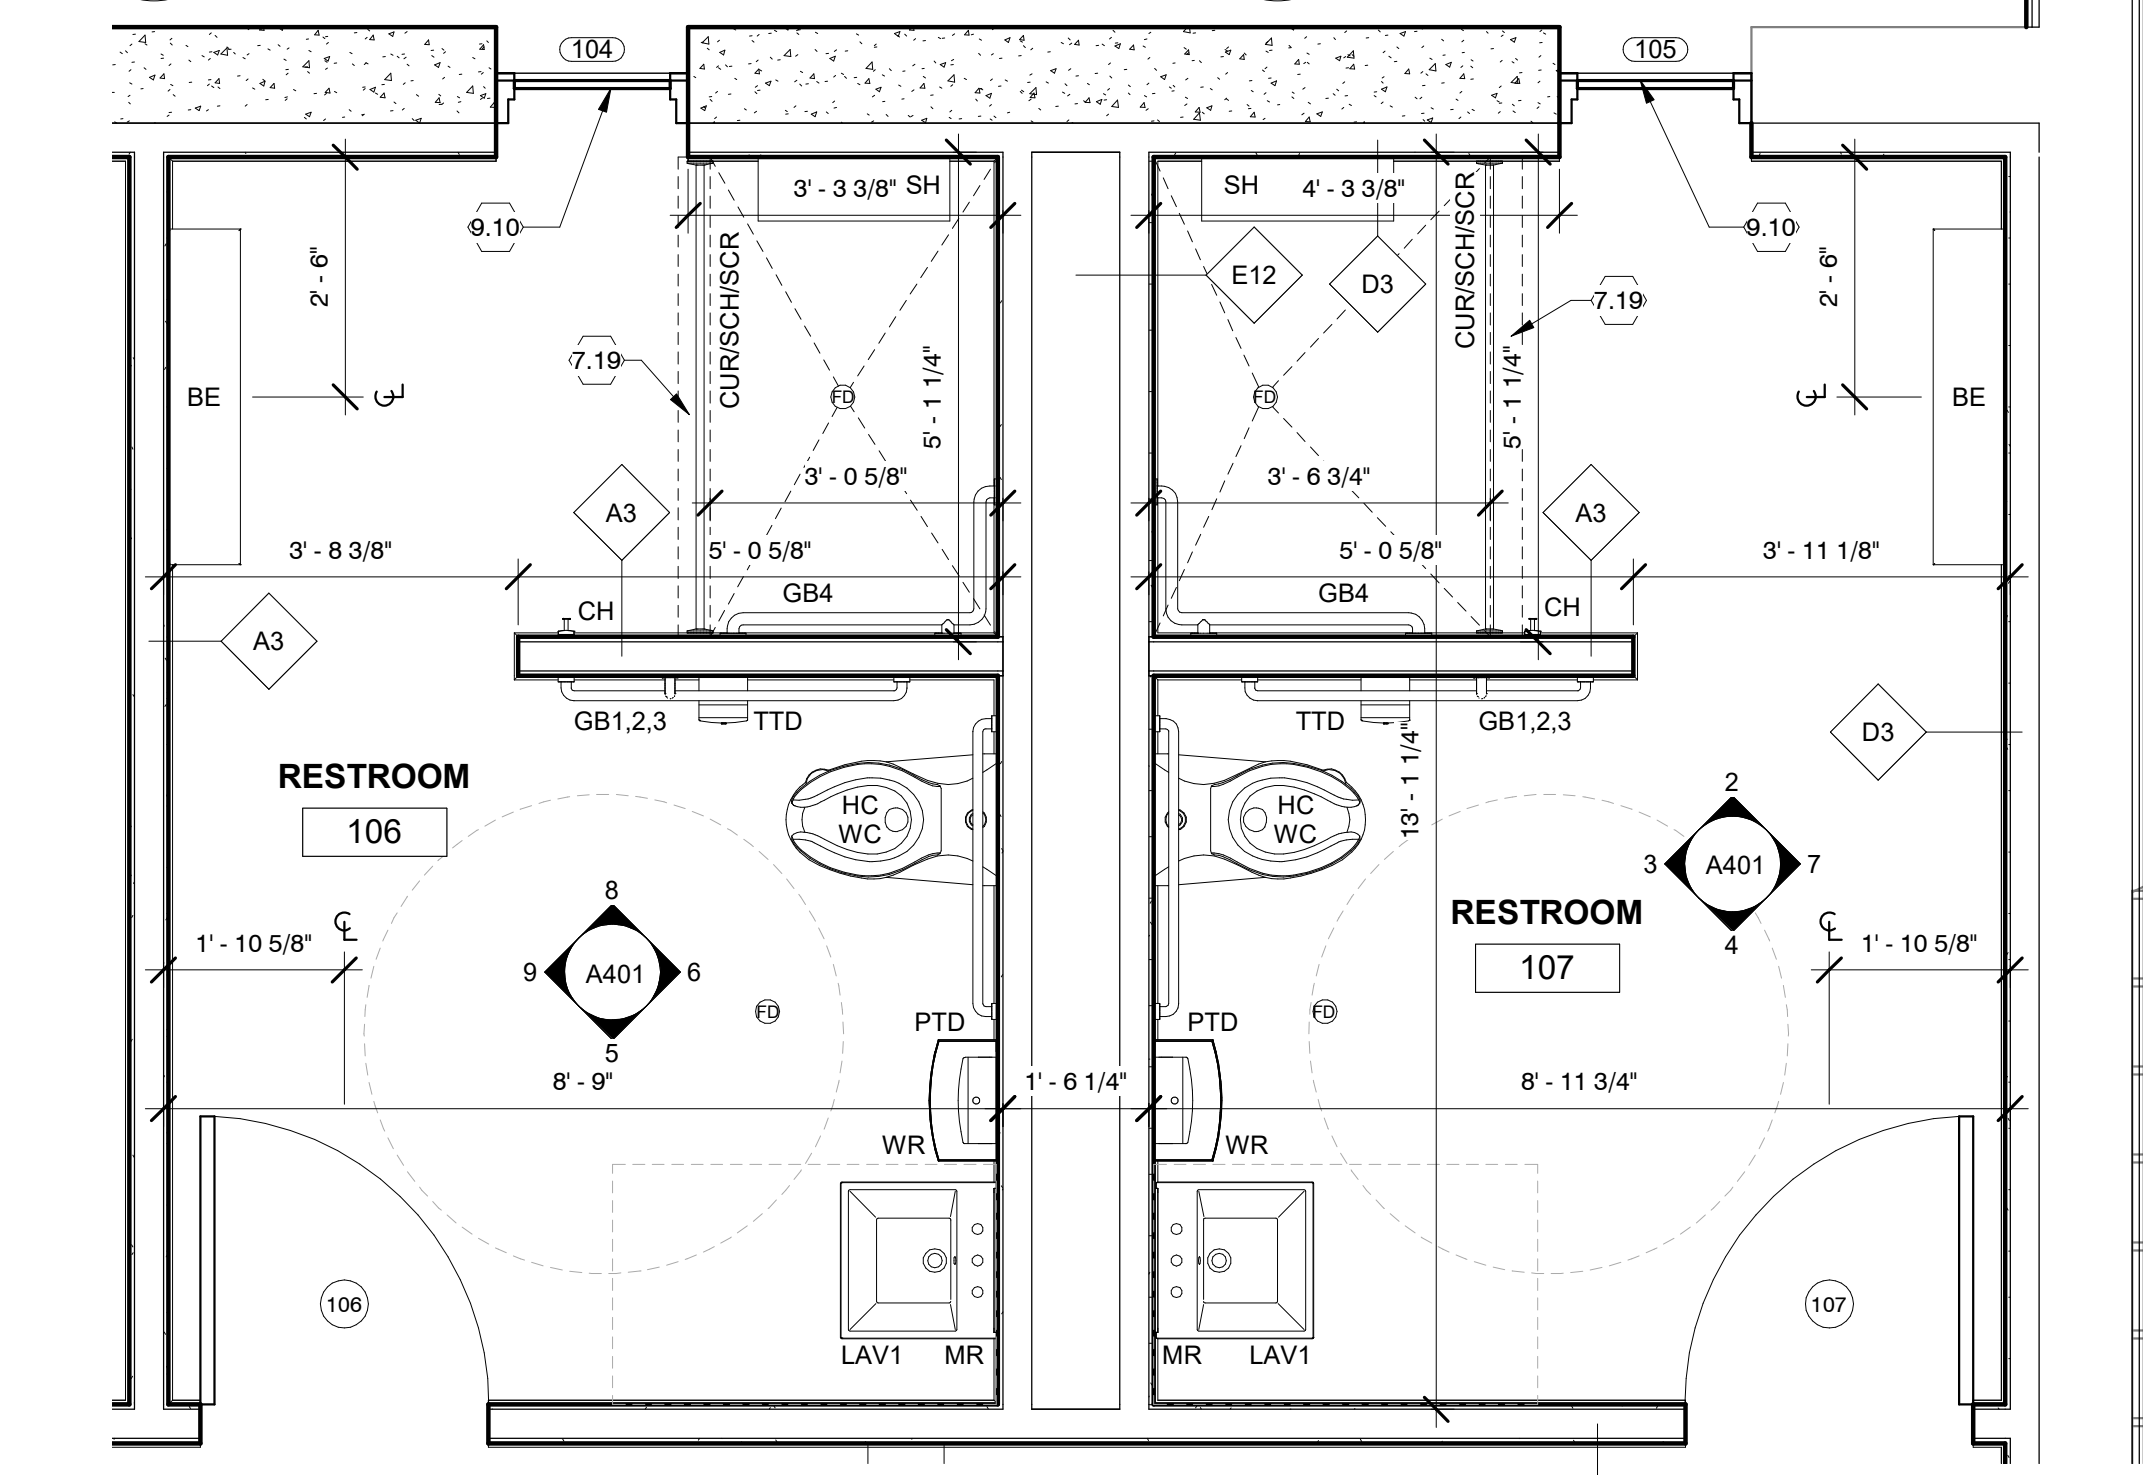 104
105
3' - 3 3/8" SH
SH 4' - 3 3/8"
9.10
9.10
2' - 6"
CUR/SCH/SCR
E12
D3
CUR/SCH/SCR
7.19
2' - 6"
7.19
5' - 1 1/4"
5' - 1 1/4"
BE
CL
FD
FD
CL
BE
3' - 0 5/8"
3' - 6 3/4"
A3
A3
3' - 8 3/8"
5' - 0 5/8"
5' - 0 5/8"
3' - 11 1/8"
CH
GB4
GB4
CH
A3
GB1,2,3
TTD
TTD
GB1,2,3
D3
RESTROOM
106
HC
WC
HC
WC
13' - 1 1/4"
2
3 A401 7
4
RESTROOM
107
8
9 A401 6
5
CL
1' - 10 5/8"
CL
1' - 10 5/8"
FD
PTD
PTD
FD
8' - 9"
1' - 6 1/4"
8' - 11 3/4"
WR
WR
106
107
LAV1
MR
MR
LAV1